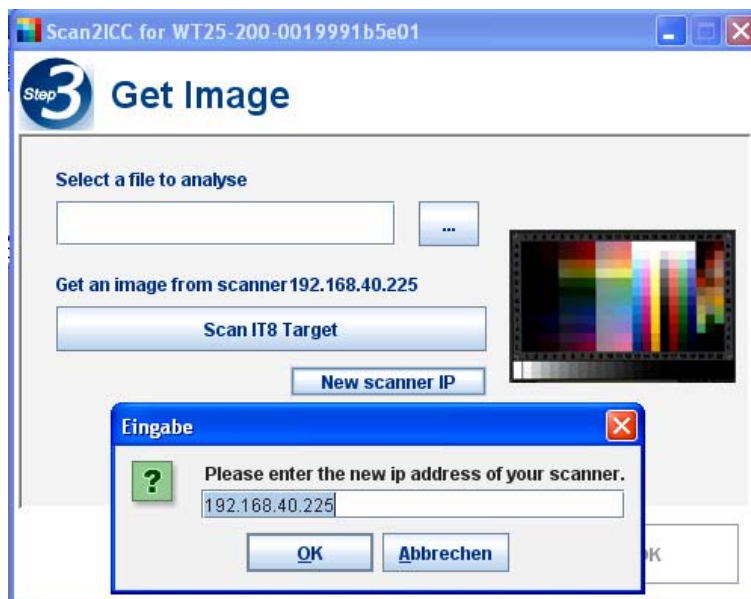 Scan2ICC for WT25-200-0019991b5e01
Step 3 Get Image
Select a file to analyse
...
Get an image from scanner192.168.40.225
Scan IT8 Target
New scanner IP
Eingabe
? Please enter the new ip address of your scanner.
192.168.40.225
OK Abbrechen